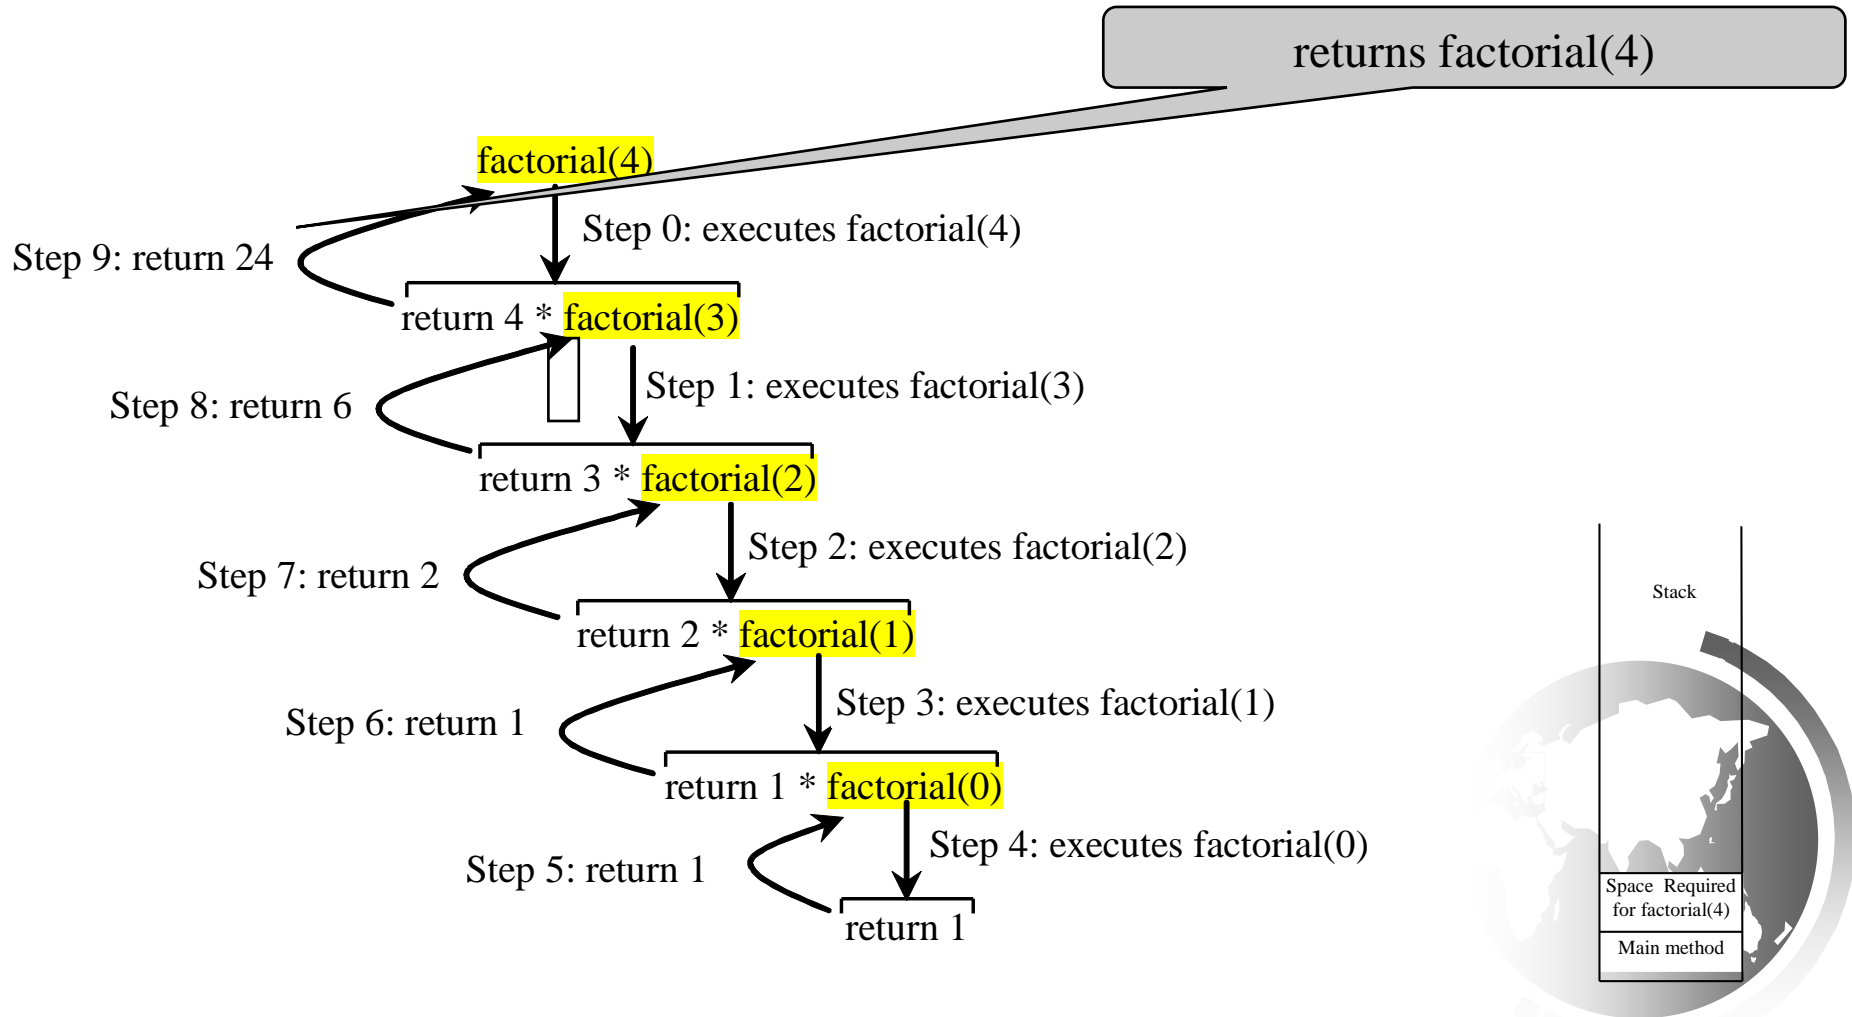 returns factorial(4)
factorial(4)
Step 0: executes factorial(4)
Step 9: return 24
return 4 * factorial(3)
Step 1: executes factorial(3)
Step 8: return 6
return 3 * factorial(2)
Step 2: executes factorial(2)
Step 7: return 2
return 2 * factorial(1)
Step 3: executes factorial(1)
Step 6: return 1
return 1 * factorial(0)
Step 4: executes factorial(0)
Step 5: return 1
return 1
Stack
Space Required
for factorial(4)
Main method